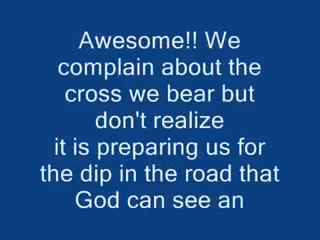 Awesome!! We
complain about the
cross we bear but
don't realize
it is preparing us for
the dip in the road that
God can see an